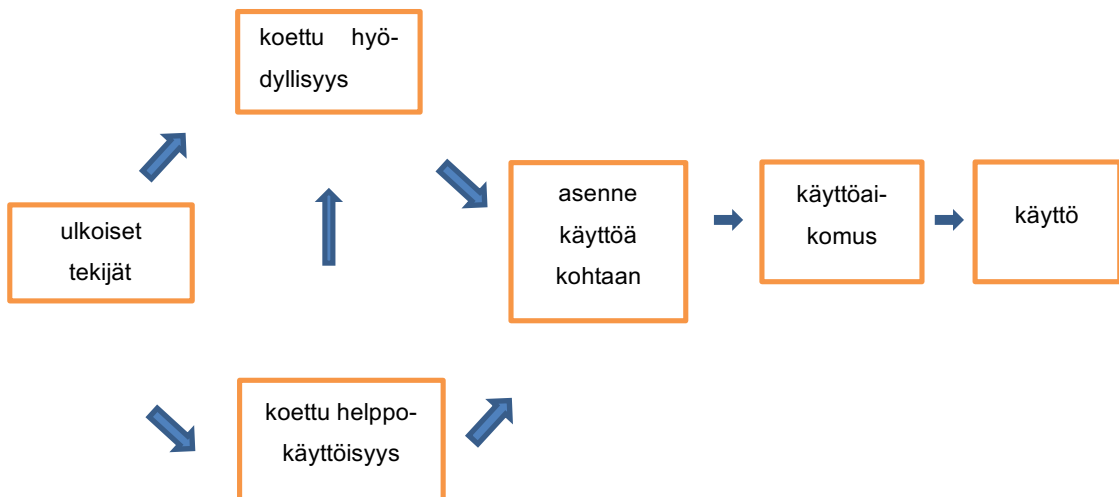 koettu hyö-
dyllisyys
ulkoiset
tekijät
asenne
käyttöä
kohtaan
käyttöai-
komus
käyttö
koettu helppo-
käyttöisyys